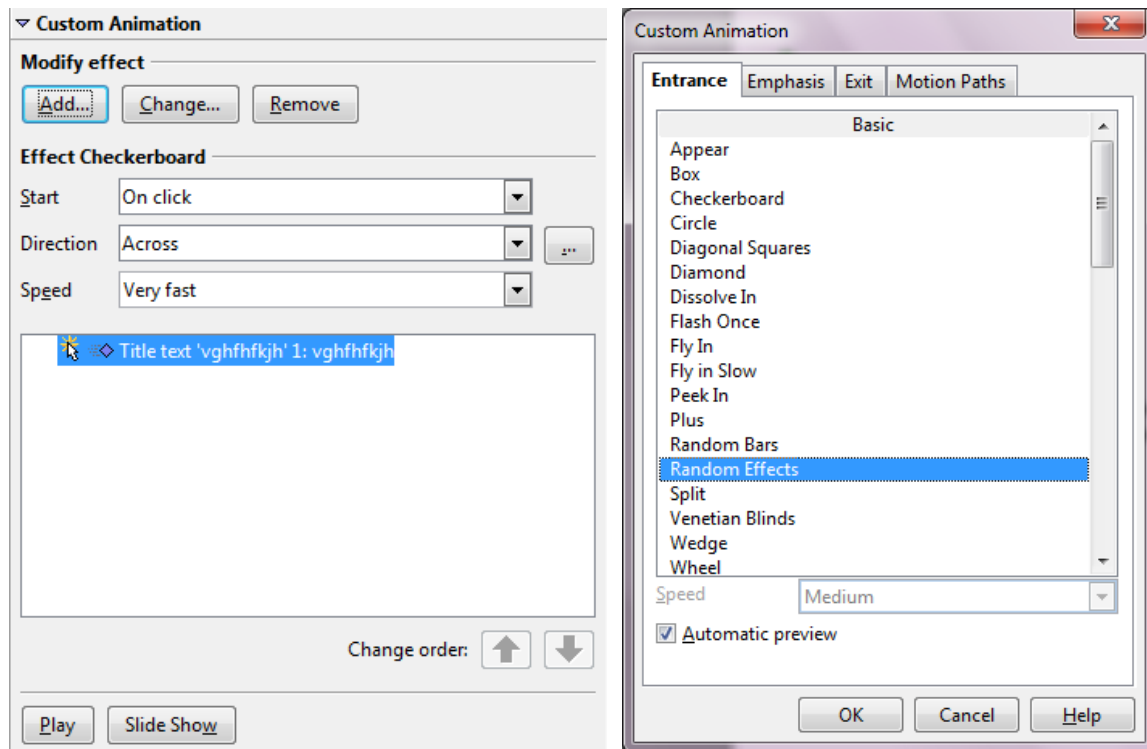 Custom Animation
Modify effect
Add...
Change...
Remove
Effect Checkerboard
Start
On click
Direction
Across
...
Speed
Very fast
Title text 'vghfhfkjh' 1: vghfhfkjh
Change order:
Play
Slide Show
Custom Animation
Entrance
Emphasis
Exit
Motion Paths
Basic
Appear
Box
Checkerboard
Circle
Diagonal Squares
Diamond
Dissolve In
Flash Once
Fly In
Fly in Slow
Peek In
Plus
Random Bars
Random Effects
Split
Venetian Blinds
Wedge
Wheel
Speed
Medium
Automatic preview
OK
Cancel
Help